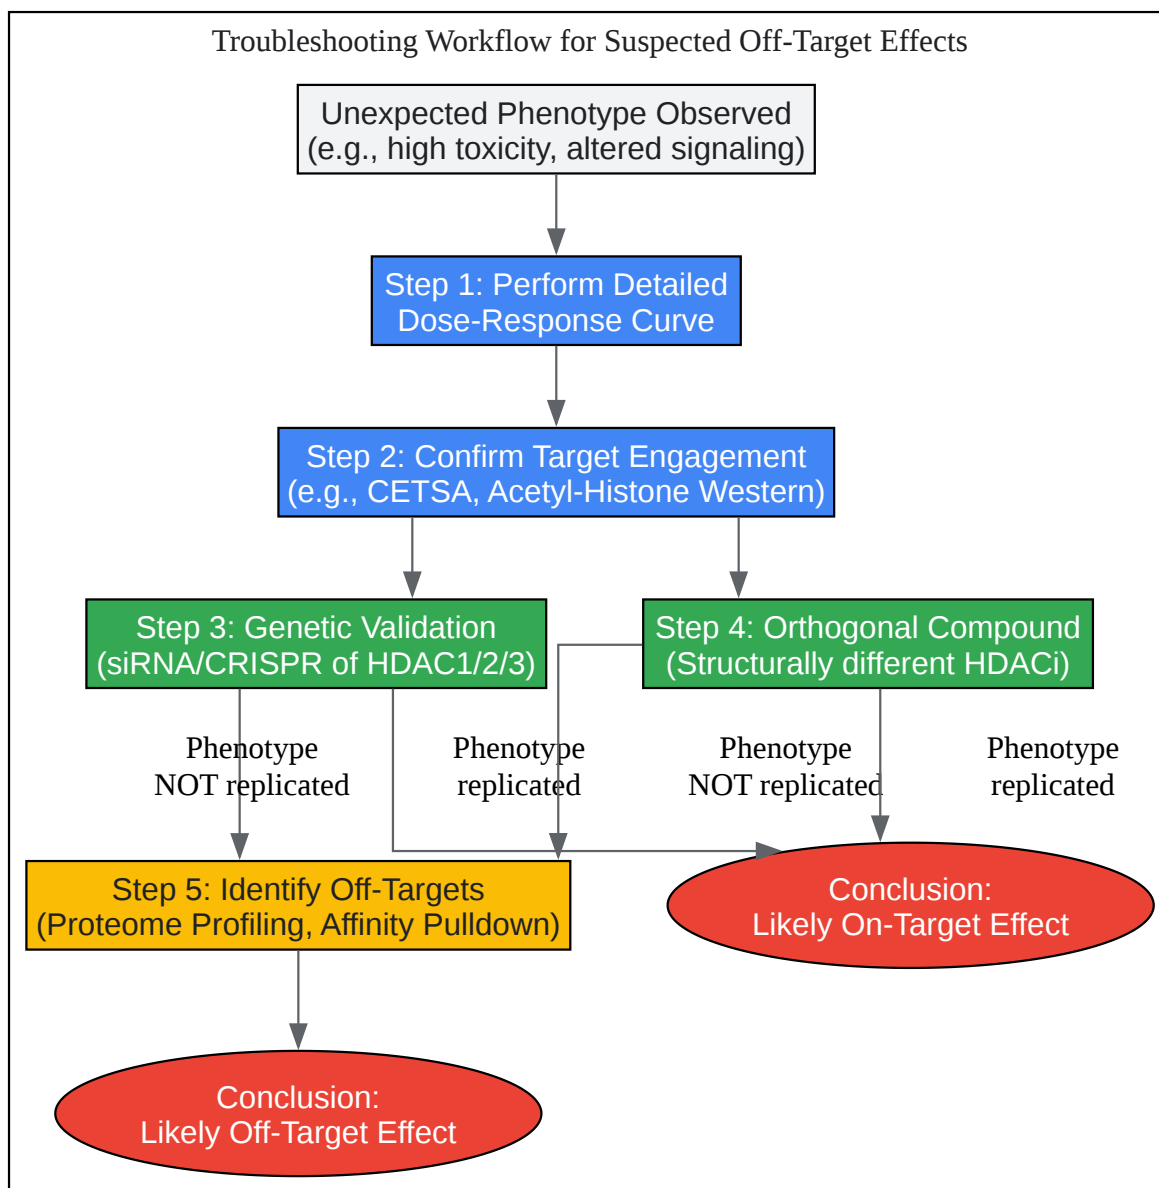 Troubleshooting Workflow for Suspected Off-Target Effects
Unexpected Phenotype Observed
(e.g., high toxicity, altered signaling)
Step 1: Perform Detailed
Dose-Response Curve
Step 2: Confirm Target Engagement
(e.g., CETSA, Acetyl-Histone Western)
Step 3: Genetic Validation
(siRNA/CRISPR of HDAC1/2/3)
Step 4: Orthogonal Compound
(Structurally different HDACi)
Phenotype
NOT replicated
Phenotype
replicated
Phenotype
NOT replicated
Phenotype
replicated
Step 5: Identify Off-Targets
(Proteome Profiling, Affinity Pulldown)
Conclusion:
Likely On-Target Effect
Conclusion:
Likely Off-Target Effect